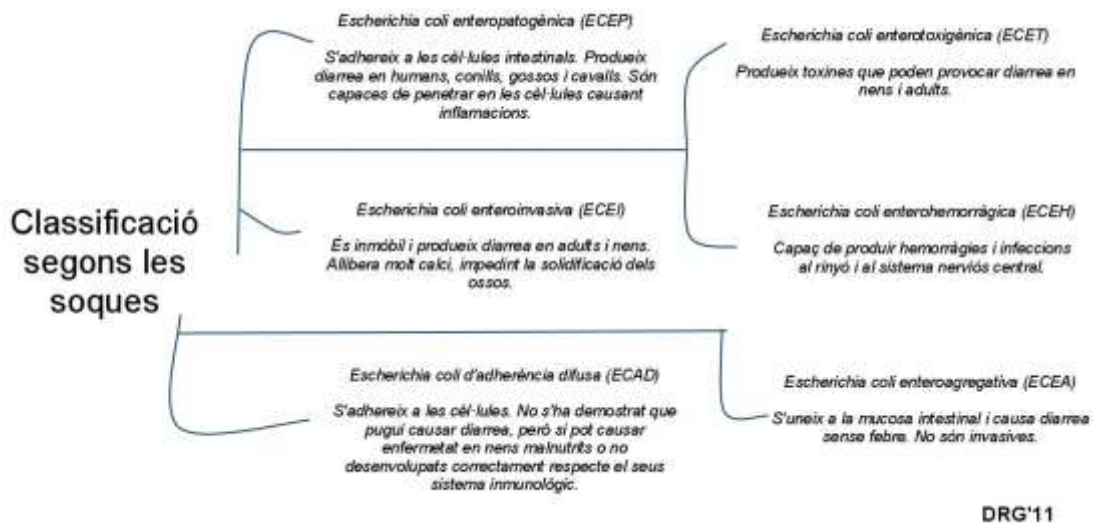 Classificació
segons les
soques
Escherichia coli enteropatogènica (ECEP)
S'adhereix a les cèl·lules intestinals. Produeix
diarrea en humans, conills, gossos i cavalls. Són
capaces de penetrar en les cèl·lules causant
inflamacions.
Escherichia coli enterotoxigènica (ECET)
Produeix toxines que poden provocar diarrea en
nens i adults.
Escherichia coli enteroinvasiva (ECEI)
És inmóbil i produeix diarrea en adults i nens.
Allibera molt calci, impedint la solidificació dels
ossos.
Escherichia coli enterohemorràgica (ECEH)
Capaç de produir hemorràgies i infeccions
al rinyó i al sistema nerviós central.
Escherichia coli d'adherència difusa (ECAD)
S'adhereix a les cèl·lules. No s'ha demostrat que
pugui causar diarrea, però si pot causar
enfermetat en nens malnutrits o no
desenvolupats correctament respecte el seus
sistema inmunològic.
Escherichia coli enteroagregativa (ECEA)
S'uneix a la mucosa intestinal i causa diarrea
sense febre. No són invasives.
DRG'11